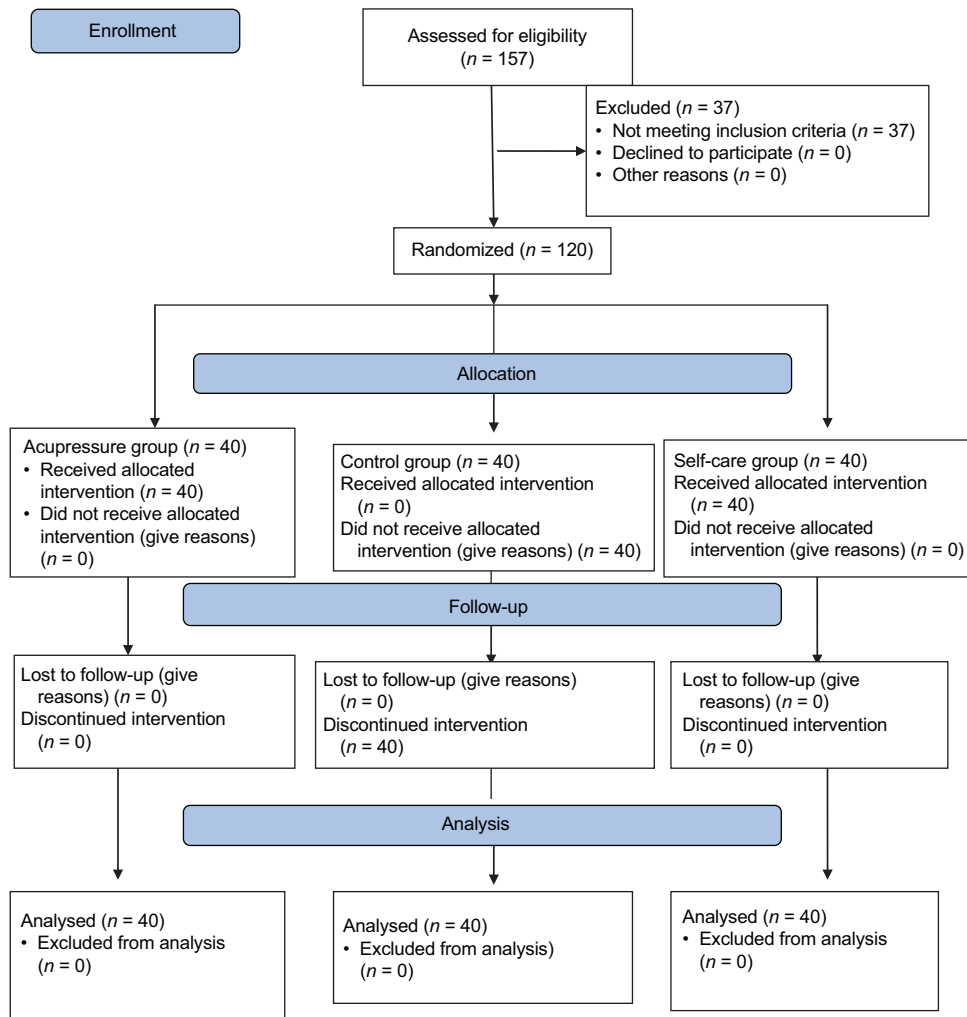 Enrollment
Assessed for eligibility
(n = 157)
Excluded (n = 37)
• Not meeting inclusion criteria (n = 37)
• Declined to participate (n = 0)
• Other reasons (n = 0)
Randomized (n = 120)
Allocation
Acupressure group (n = 40)
• Received allocated
intervention (n = 40)
• Did not receive allocated
intervention (give reasons)
(n = 0)
Control group (n = 40)
Received allocated intervention
(n = 0)
Did not receive allocated
intervention (give reasons) (n = 40)
Self-care group (n = 40)
Received allocated intervention
(n = 40)
Did not receive allocated
intervention (give reasons) (n = 0)
Follow-up
Lost to follow-up (give
reasons) (n = 0)
Discontinued intervention
(n = 0)
Lost to follow-up (give reasons)
(n = 0)
Discontinued intervention
(n = 40)
Lost to follow-up (give
reasons) (n = 0)
Discontinued intervention
(n = 0)
Analysis
Analysed (n = 40)
• Excluded from analysis
(n = 0)
Analysed (n = 40)
• Excluded from analysis)
(n = 0)
Analysed (n = 40)
• Excluded from analysis
(n = 0)